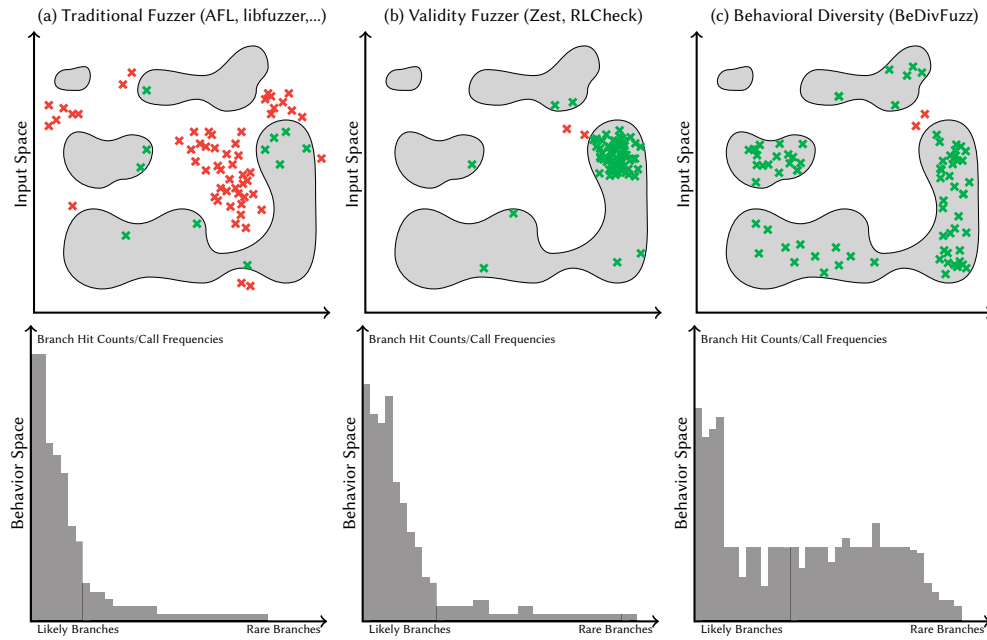 (a) Traditional Fuzzer (AFL, libfuzzer,...)
(b) Validity Fuzzer (Zest, RLCheck)
(c) Behavioral Diversity (BeDivFuzz)
Input Space
Input Space
Input Space
Branch Hit Counts/Call Frequencies
Branch Hit Counts/Call Frequencies
Branch Hit Counts/Call Frequencies
Behavior Space
Behavior Space
Behavior Space
Likely Branches
Rare Branches
Likely Branches
Rare Branches
Likely Branches
Rare Branches